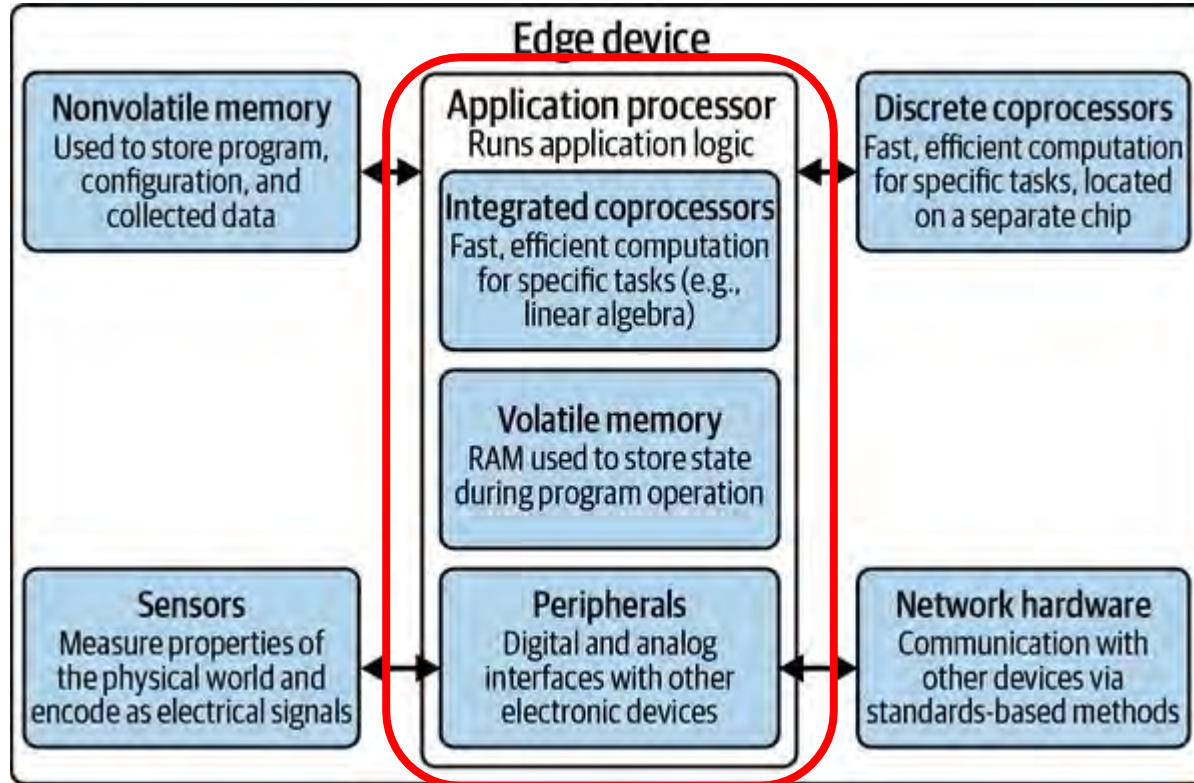 Edge device
Nonvolatile memory
Used to store program,
configuration, and
collected data
Application processor
Runs application logic
Integrated coprocessors
Fast, efficient computation
for specific tasks (e.g.,
linear algebra)
Volatile memory
RAM used to store state
during program operation
Peripherals
Digital and analog
interfaces with other
electronic devices
Discrete coprocessors
Fast, efficient computation
for specific tasks, located
on a separate chip
Sensors
Measure properties of
the physical world and
encode as electrical signals
Network hardware
Communication with
other devices via
standards-based methods